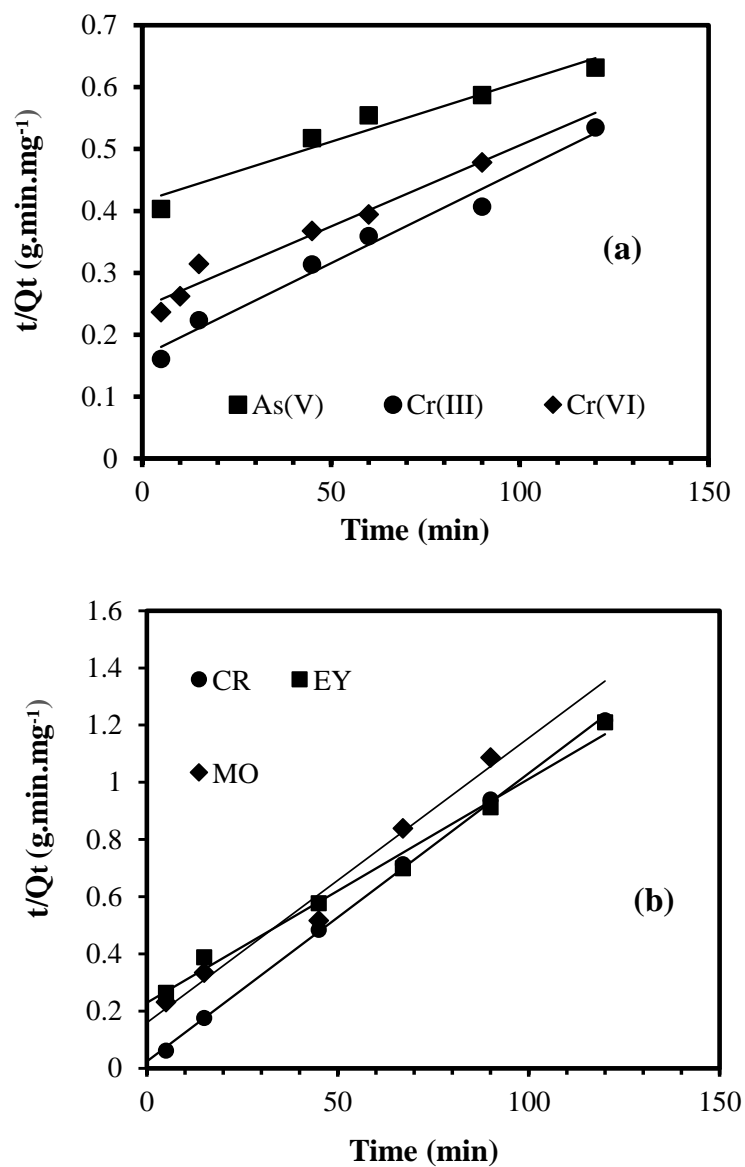 0.7
0.6
0.5
0.4
0.3
0.2
0.1
0
t/Qt (g.min.mg⁻¹)
(a)
As(V) Cr(III) Cr(VI)
0 50 100 150
Time (min)
1.6
1.4
1.2
1
0.8
0.6
0.4
0.2
0
t/Qt (g.min.mg⁻¹)
CR EY
MO
(b)
0 50 100 150
Time (min)